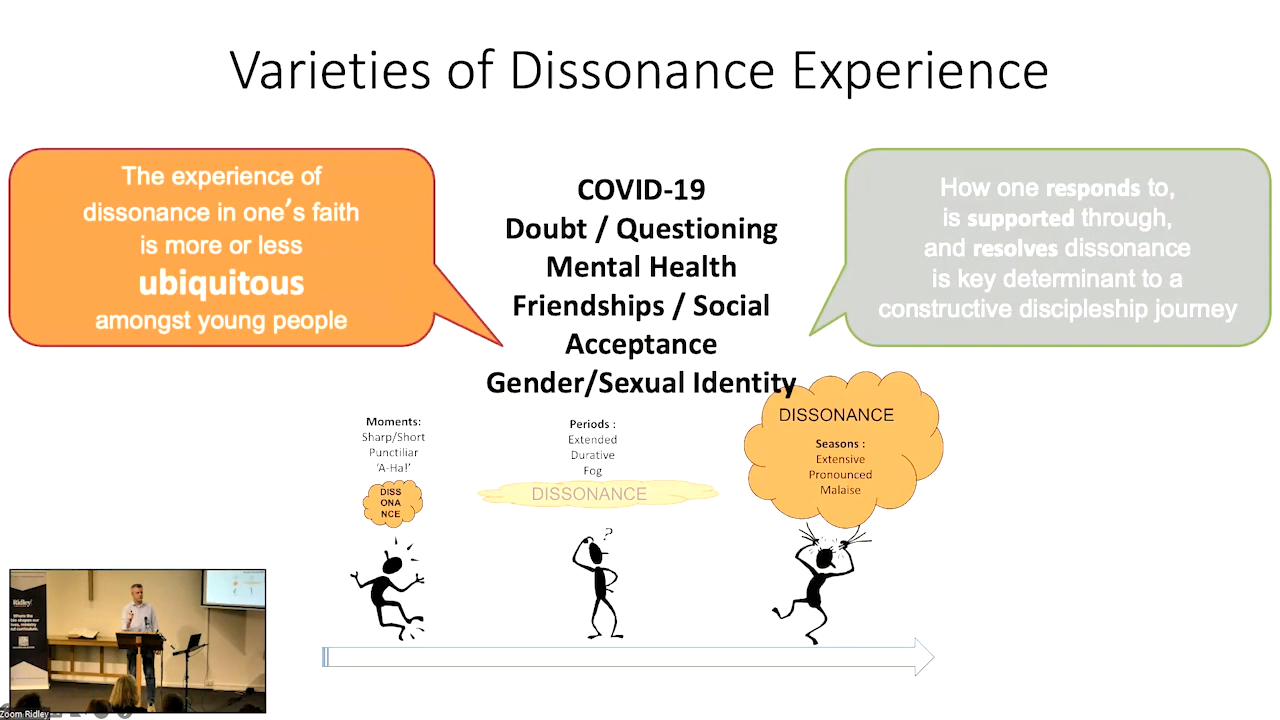 Varieties of Dissonance Experience
The experience of
dissonance in one’s faith
is more or less
ubiquitous
amongst young people
COVID-19
Doubt / Questioning
Mental Health
Friendships / Social
Acceptance
Gender/Sexual Identity
How one responds to,
is supported through,
and resolves dissonance
is key determinant to a
constructive discipleship journey
Moments:
Sharp/Short
Punctiliar
‘A-Ha!’
DISS
ONA
NCE
Periods :
Extended
Durative
Fog
DISSONANCE
?
DISSONANCE
Seasons :
Extensive
Pronounced
Malaise
Ridley
Where the
Zoom Ridley